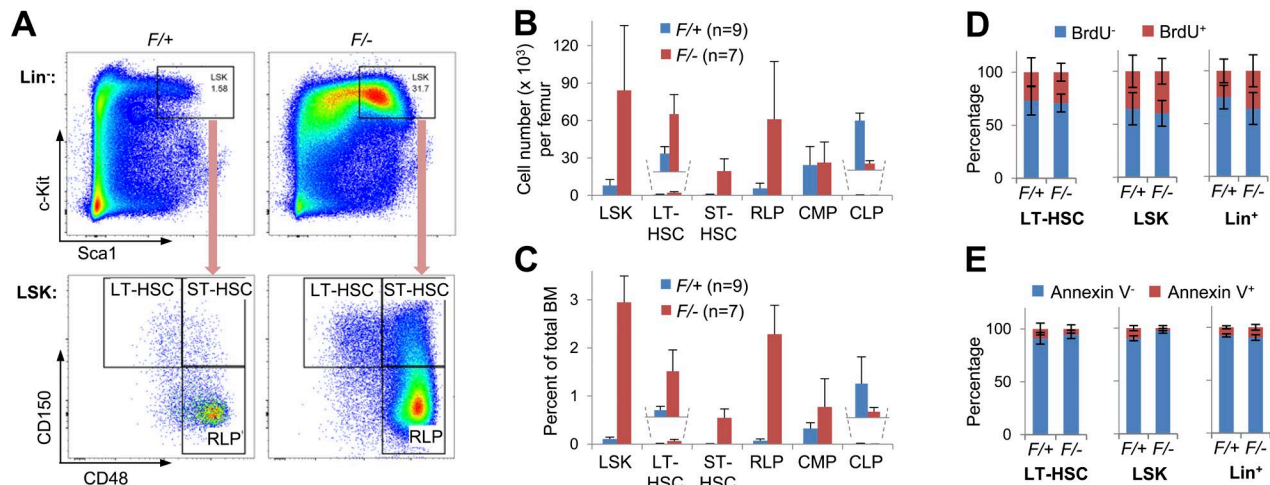 A
F/+
F/-
Lin⁻:
LSK
1.58
LSK
31.7
c-Kit
Sca1
LSK:
LT-HSC
ST-HSC
LT-HSC
ST-HSC
RLP
RLP
CD150
CD48
B
F/+ (n=9)
F/- (n=7)
Cell number (x 10³)
per femur
120
90
60
30
0
LSK
LT-
HSC
ST-
HSC
RLP
CMP
CLP
C
F/+ (n=9)
F/- (n=7)
Percent of total BM
3
2
1
0
LSK
LT-
HSC
ST-
HSC
RLP
CMP
CLP
D
BrdU⁻
BrdU⁺
Percentage
100
50
0
F/+ F/-
F/+ F/-
F/+ F/-
LT-HSC
LSK
Lin⁺
E
Annexin V⁻
Annexin V⁺
Percentage
100
50
0
F/+ F/-
F/+ F/-
F/+ F/-
LT-HSC
LSK
Lin⁺